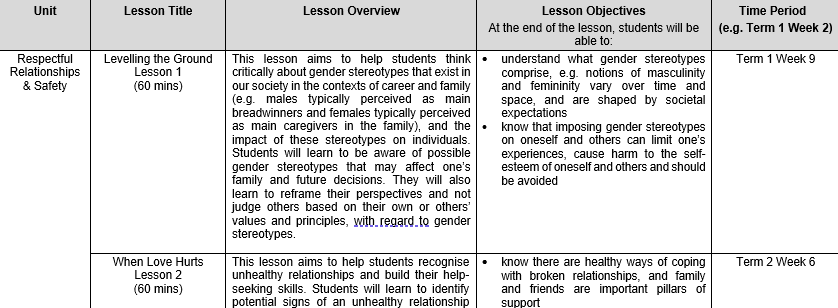 Unit
Lesson Title
Lesson Overview
Lesson Objectives
At the end of the lesson, students will be
able to:
Time Period
(e.g. Term 1 Week 2)
Respectful
Relationships
& Safety
Levelling the Ground
Lesson 1
(60 mins)
This lesson aims to help students think
critically about gender stereotypes that exist in
our society in the contexts of career and family
(e.g. males typically perceived as main
breadwinners and females typically perceived
as main caregivers in the family), and the
impact of these stereotypes on individuals.
Students will learn to be aware of possible
gender stereotypes that may affect one’s
family and future decisions. They will also
learn to reframe their perspectives and not
judge others based on their own or others’
values and principles, with regard to gender
stereotypes.
• understand what gender stereotypes
comprise, e.g. notions of masculinity
and femininity vary over time and
space, and are shaped by societal
expectations
• know that imposing gender stereotypes
on oneself and others can limit one’s
experiences, cause harm to the self-
esteem of oneself and others and should
be avoided
Term 1 Week 9
When Love Hurts
Lesson 2
(60 mins)
This lesson aims to help students recognise
unhealthy relationships and build their help-
seeking skills. Students will learn to identify
potential signs of an unhealthy relationship
• know there are healthy ways of coping
with broken relationships, and family
and friends are important pillars of
support
Term 2 Week 6